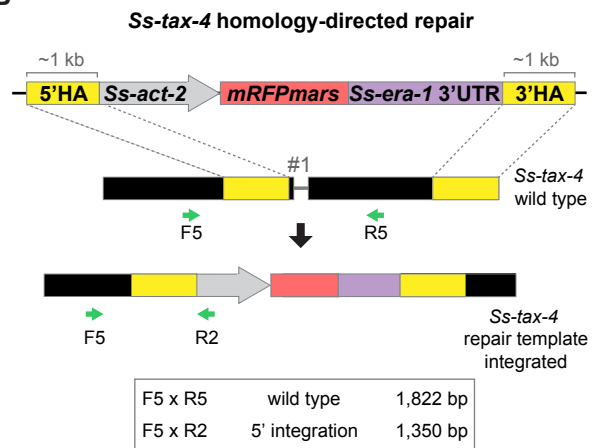 Ss-tax-4 homology-directed repair
~1 kb ~1 kb
5'HA Ss-act-2 mRFPmars Ss-era-1 3'UTR 3'HA
#1
Ss-tax-4
wild type
F5 R5
F5 R2
Ss-tax-4
repair template
integrated
F5 x R5 wild type 1,822 bp
F5 x R2 5' integration 1,350 bp